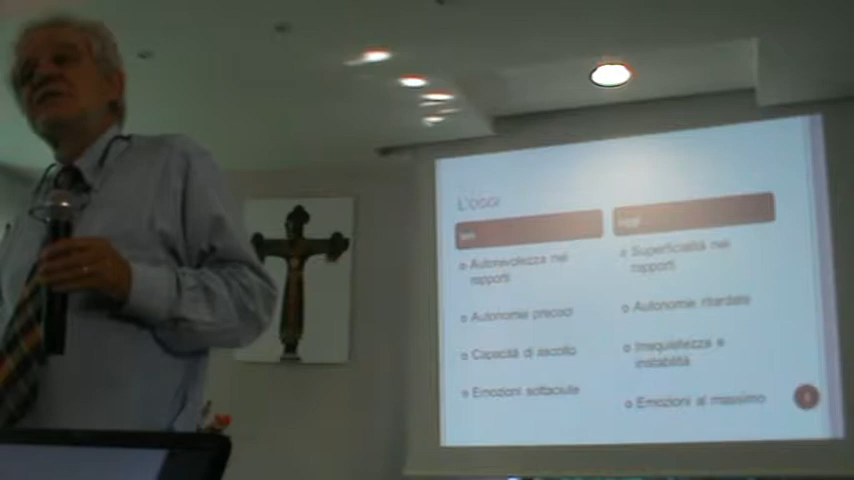 L'OGGI
Ieri
Oggi
Autorevolezza nei
rapporti
Autonomie precoci
Capacità di ascolto
Emozioni sottaciute
Superficialità nei
rapporti
Autonomie ritardate
Irrequietezza e
instabilità
Emozioni al massimo